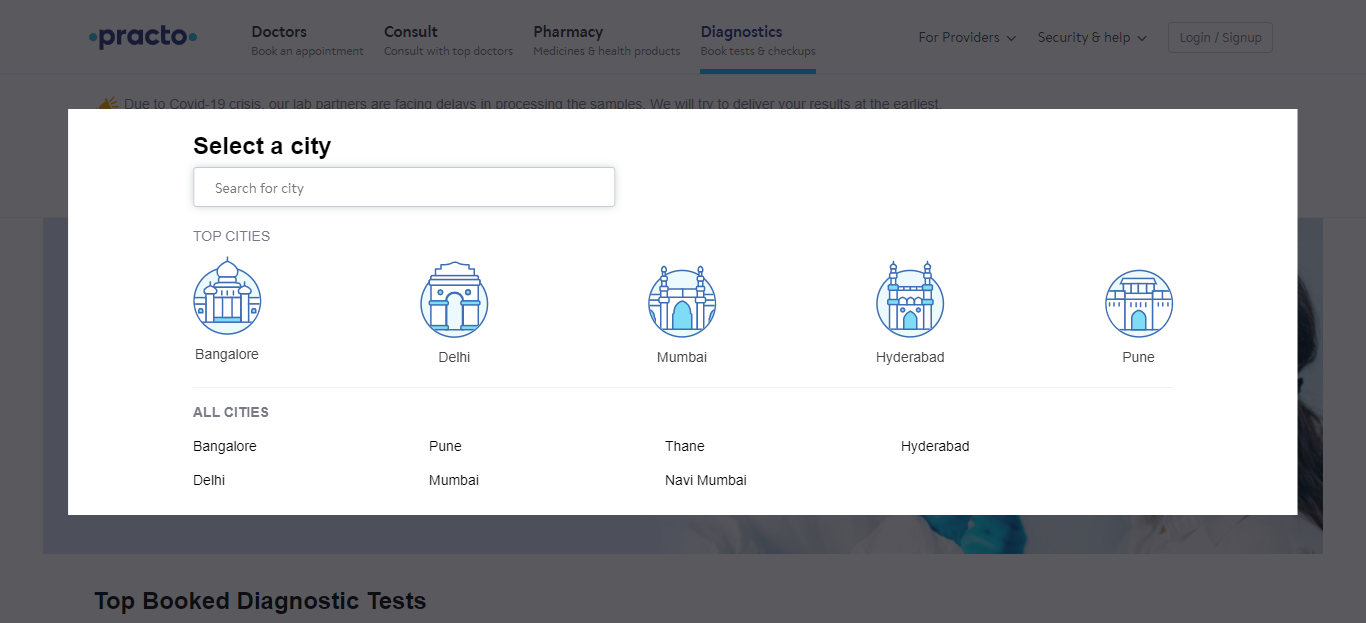 practo
Doctors
Book an appointment
Consult
Consult with top doctors
Pharmacy
Medicines & health products
Diagnostics
Book tests & checkups
For Providers
Security & help
Login / Signup
Due to Covid-19 crisis, our lab partners are facing delays in processing the samples. We will try to deliver your results at the earliest.
Select a city
Search for city
TOP CITIES
Bangalore
Delhi
Mumbai
Hyderabad
Pune
ALL CITIES
Bangalore
Pune
Thane
Hyderabad
Delhi
Mumbai
Navi Mumbai
Top Booked Diagnostic Tests